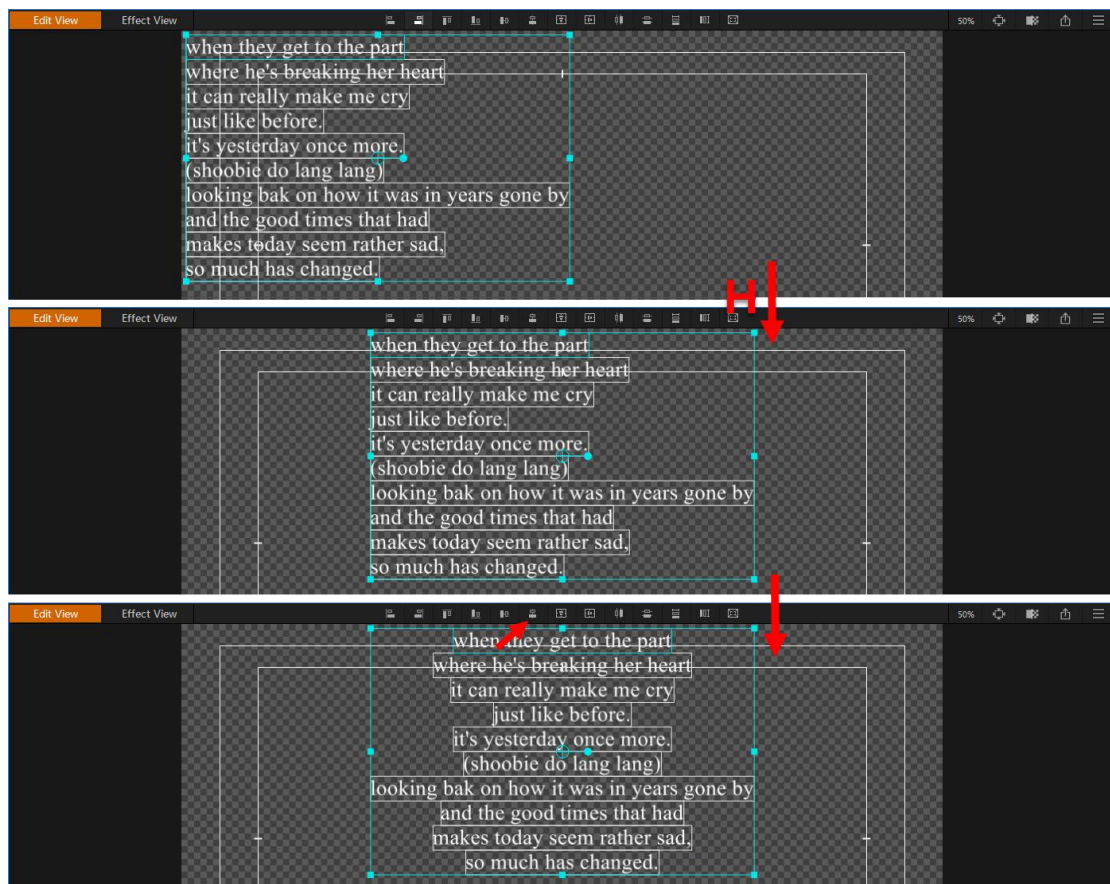 Edit View Effect View 50%
when they get to the part
where he's breaking her heart
it can really make me cry
just like before.
it's yesterday once more.
(shoobie do lang lang)
looking bak on how it was in years gone by
and the good times that had
makes today seem rather sad,
so much has changed.
H
Edit View Effect View 50%
when they get to the part
where he's breaking her heart
it can really make me cry
just like before.
it's yesterday once more.
(shoobie do lang lang)
looking bak on how it was in years gone by
and the good times that had
makes today seem rather sad,
so much has changed.
Edit View Effect View 50%
when they get to the part
where he's breaking her heart
it can really make me cry
just like before.
it's yesterday once more.
(shoobie do lang lang)
looking bak on how it was in years gone by
and the good times that had
makes today seem rather sad,
so much has changed.